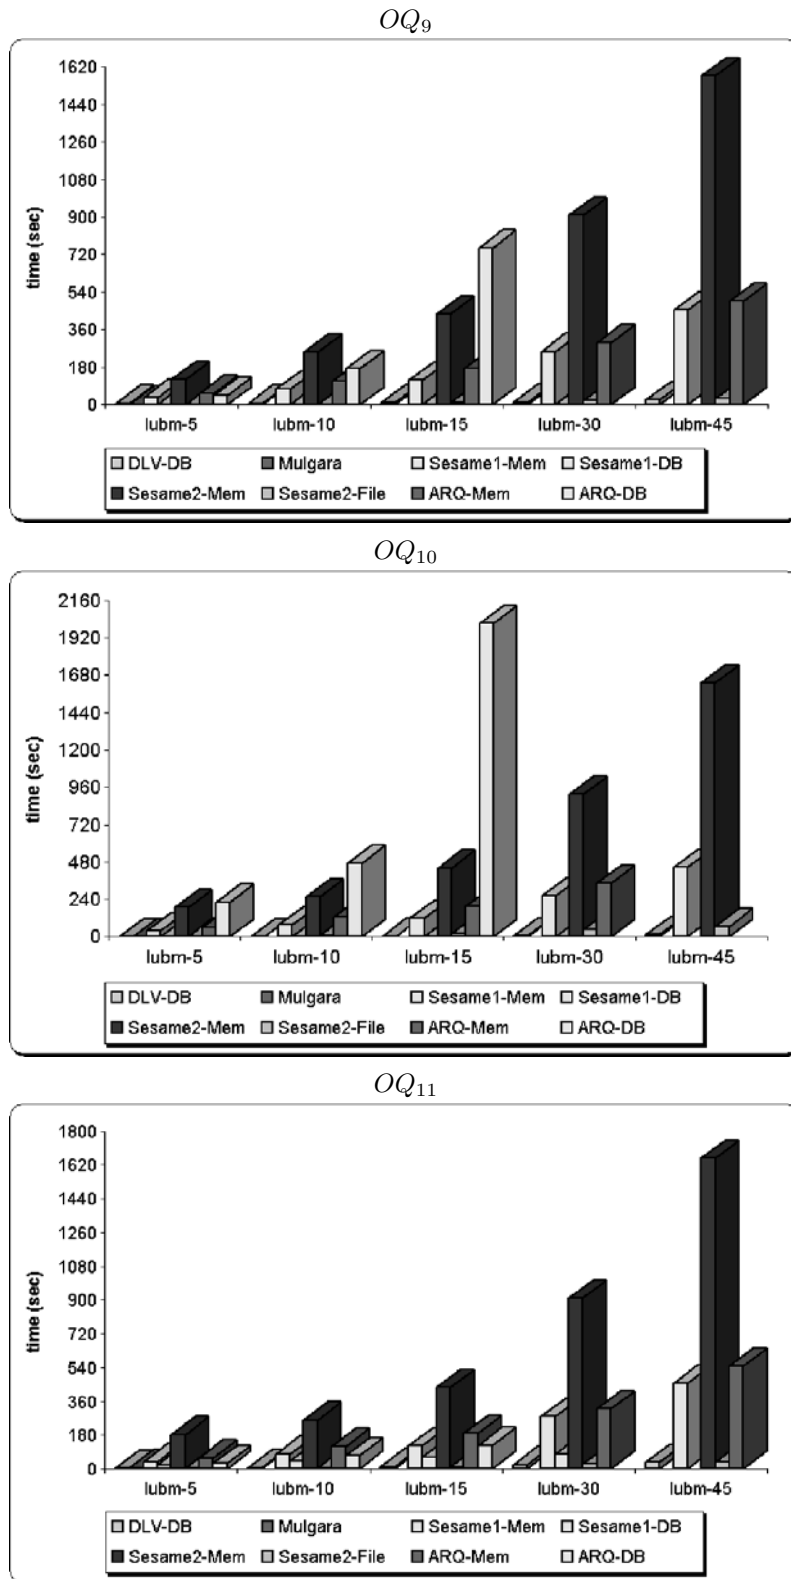 OQ9
1620
1440
1260
1080
900
720
540
360
180
0
time (sec)
lubm-5 lubm-10 lubm-15 lubm-30 lubm-45
DLV-DB Mulgara Sesame1-Mem Sesame1-DB
Sesame2-Mem Sesame2-File ARQ-Mem ARQ-DB
OQ10
2160
1920
1680
1440
1200
960
720
480
240
0
time (sec)
lubm-5 lubm-10 lubm-15 lubm-30 lubm-45
DLV-DB Mulgara Sesame1-Mem Sesame1-DB
Sesame2-Mem Sesame2-File ARQ-Mem ARQ-DB
OQ11
1800
1620
1440
1260
1080
900
720
540
360
180
0
time (sec)
lubm-5 lubm-10 lubm-15 lubm-30 lubm-45
DLV-DB Mulgara Sesame1-Mem Sesame1-DB
Sesame2-Mem Sesame2-File ARQ-Mem ARQ-DB